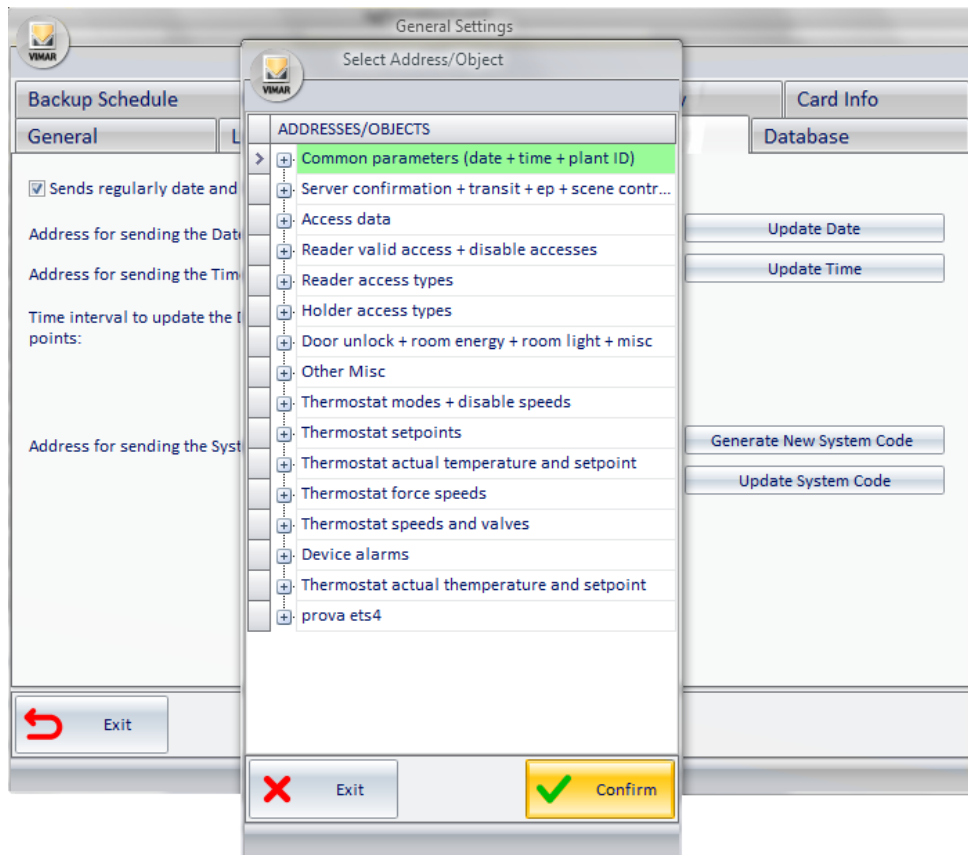 General Settings
VIMAR
Select Address/Object
VIMAR
Backup Schedule
Card Info
General
Database
ADDRESSES/OBJECTS
Common parameters (date + time + plant ID)
Server confirmation + transit + ep + scene contr...
Access data
Reader valid access + disable accesses
Reader access types
Holder access types
Door unlock + room energy + room light + misc
Other Misc
Thermostat modes + disable speeds
Thermostat setpoints
Thermostat actual temperature and setpoint
Thermostat force speeds
Thermostat speeds and valves
Device alarms
Thermostat actual themperature and setpoint
prova ets4
Sends regularly date and
Address for sending the Date
Update Date
Address for sending the Tim
Update Time
Time interval to update the D
points:
Address for sending the Syst
Generate New System Code
Update System Code
Exit
Exit
Confirm